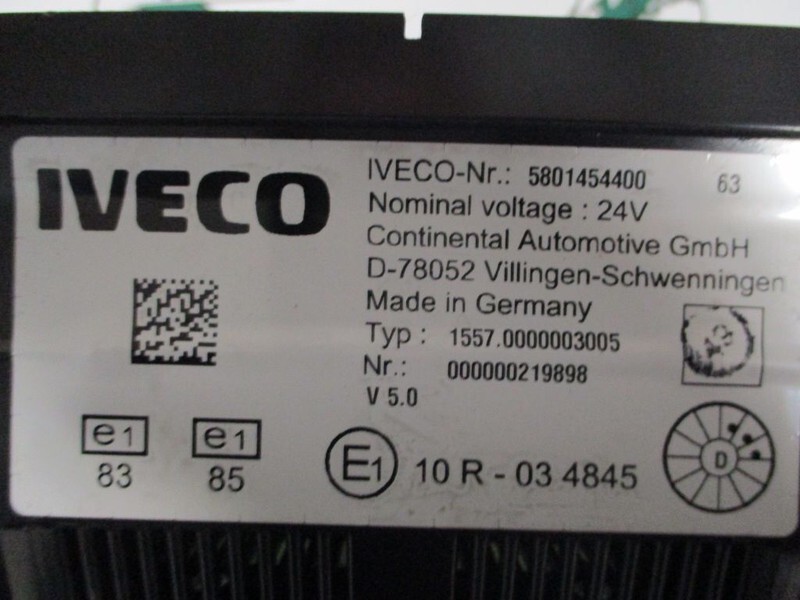 IVECO
IVECO-Nr.: 5801454400 63
Nominal voltage : 24V
Continental Automotive GmbH
D-78052 Villingen-Schwenningen
Made in Germany
Typ : 1557.0000003005
Nr.: 000000219898
V 5.0
e1 e1
83 85
E1 10 R - 03 4845
D